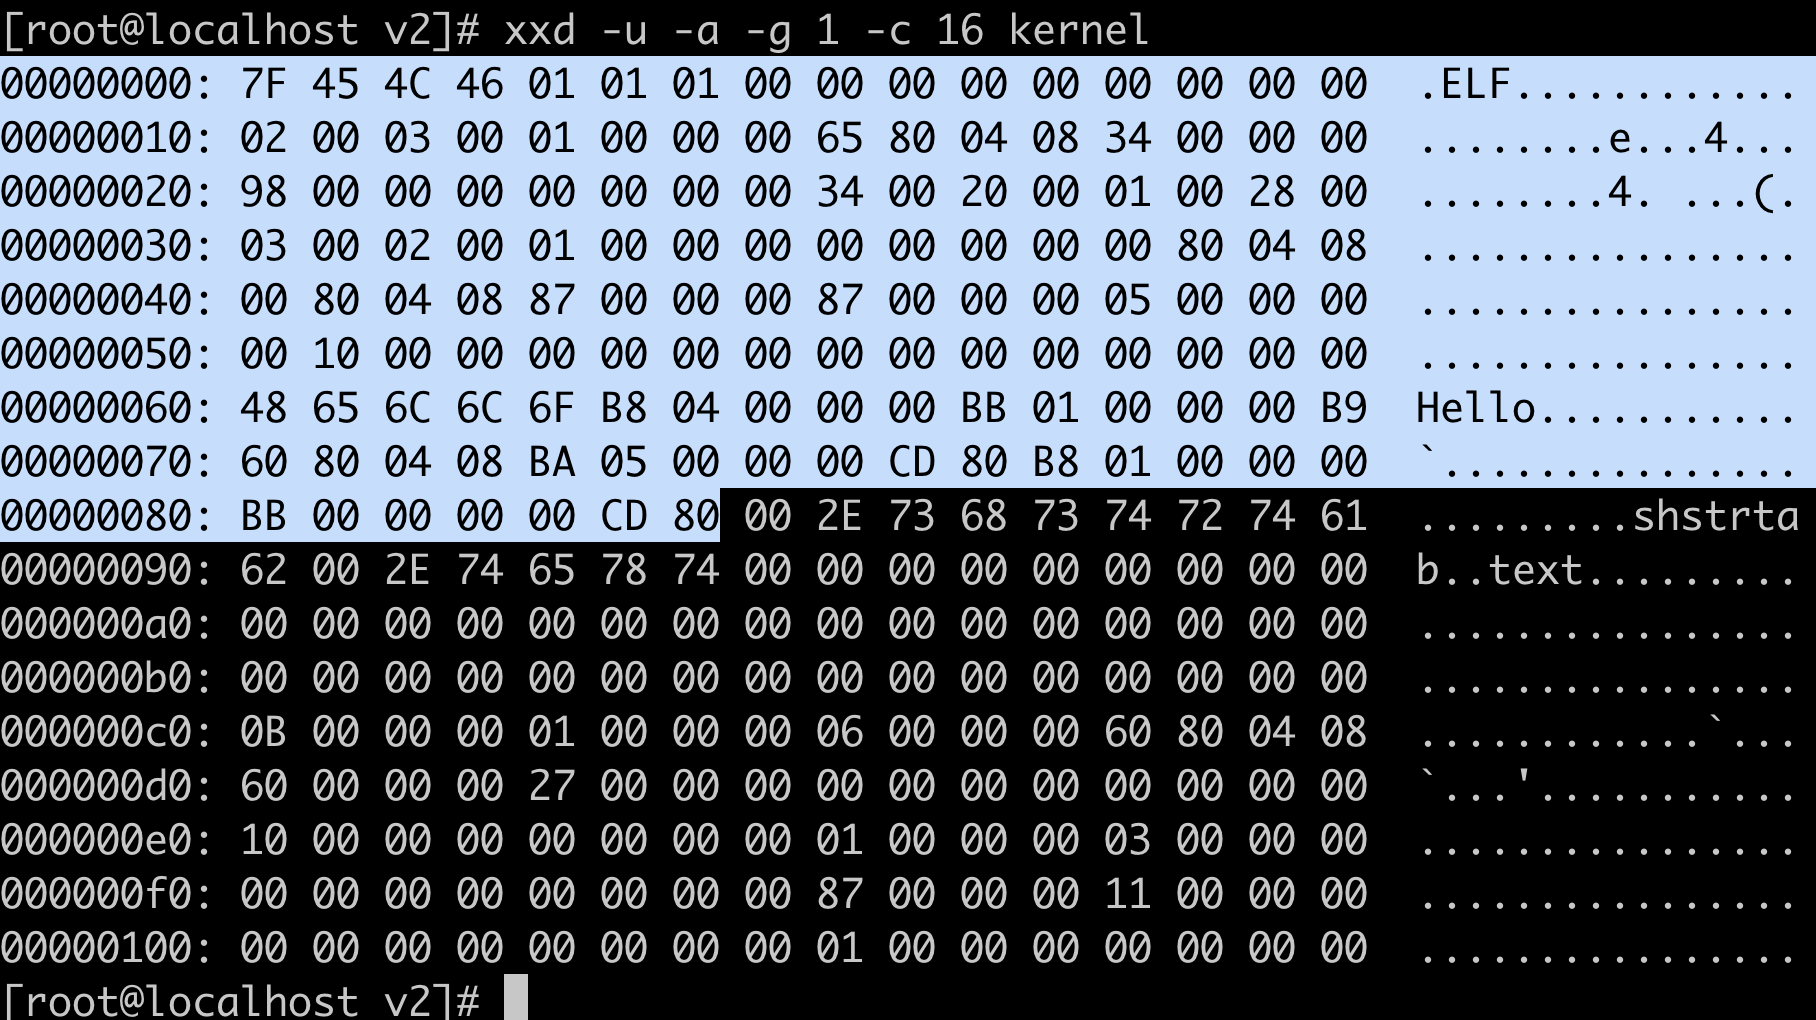 [root@localhost v2]# xxd -u -a -g 1 -c 16 kernel
00000000: 7F 45 4C 46 01 01 01 00 00 00 00 00 00 00 00 00  .ELF............
00000010: 02 00 03 00 01 00 00 00 65 80 04 08 34 00 00 00  ........e...4...
00000020: 98 00 00 00 00 00 00 00 34 00 20 00 01 00 28 00  ........4. ...(.
00000030: 03 00 02 00 01 00 00 00 00 00 00 00 00 80 04 08  ................
00000040: 00 80 04 08 87 00 00 00 87 00 00 00 05 00 00 00  ................
00000050: 00 10 00 00 00 00 00 00 00 00 00 00 00 00 00 00  ................
00000060: 48 65 6C 6C 6F B8 04 00 00 00 BB 01 00 00 00 B9  Hello...........
00000070: 60 80 04 08 BA 05 00 00 00 CD 80 B8 01 00 00 00  `...............
00000080: BB 00 00 00 00 CD 80 00 2E 73 68 73 74 72 74 61  .........shstrta
00000090: 62 00 2E 74 65 78 74 00 00 00 00 00 00 00 00 00  b..text.........
000000a0: 00 00 00 00 00 00 00 00 00 00 00 00 00 00 00 00  ................
000000b0: 00 00 00 00 00 00 00 00 00 00 00 00 00 00 00 00  ................
000000c0: 0B 00 00 00 01 00 00 00 06 00 00 00 60 80 04 08  ............`...
000000d0: 60 00 00 00 27 00 00 00 00 00 00 00 00 00 00 00  `...'...........
000000e0: 10 00 00 00 00 00 00 00 01 00 00 00 03 00 00 00  ................
000000f0: 00 00 00 00 00 00 00 00 87 00 00 00 11 00 00 00  ................
00000100: 00 00 00 00 00 00 00 00 01 00 00 00 00 00 00 00  ................
[root@localhost v2]#